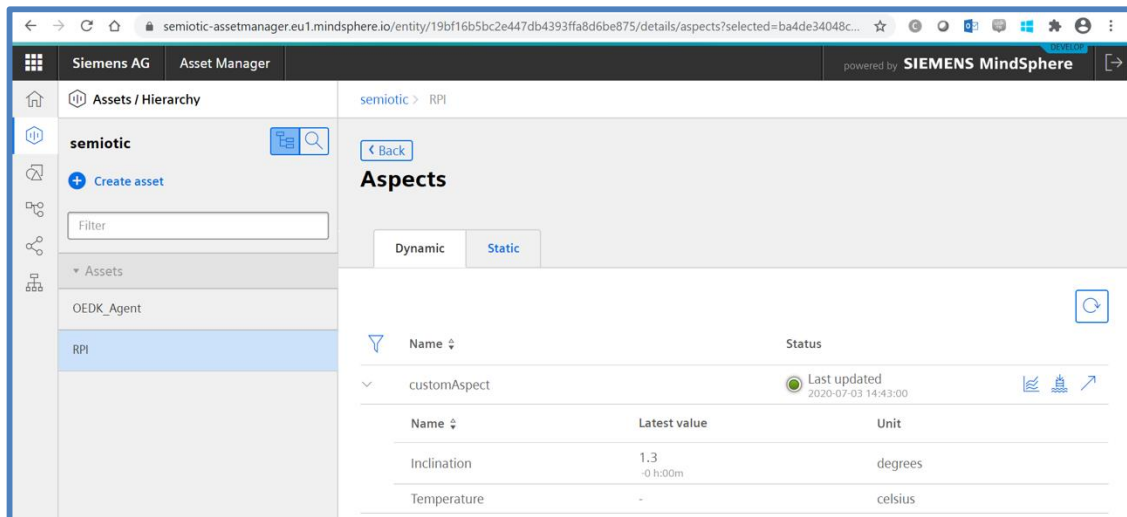 semiotic-assetmanager.eu1.mindsphere.io/entity/19bf16b5bc2e447db4393ffa8d6be875/details/aspects?selected=ba4de34048c...
Siemens AG Asset Manager powered by SIEMENS MindSphere
DEVELOP
Assets / Hierarchy
semiotic > RPI
semiotic
Back
Create asset
Aspects
Filter
Dynamic Static
Assets
OEDK_Agent
RPI
Name Status
customAspect Last updated
2020-07-03 14:43:00
Name Latest value Unit
Inclination 1.3 degrees
-0 h:00m
Temperature - celsius